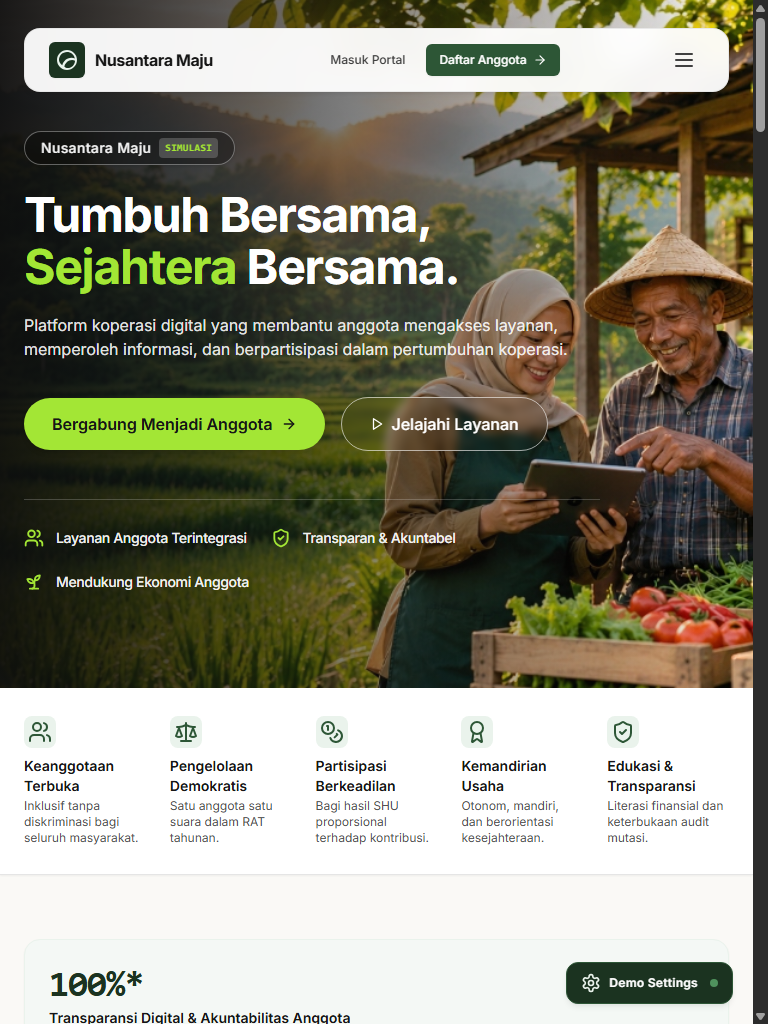 Nusantara Maju
Masuk Portal
Daftar Anggota
Nusantara Maju SIMULASI
Tumbuh Bersama,
Sejahtera Bersama.
Platform koperasi digital yang membantu anggota mengakses layanan,
memperoleh informasi, dan berpartisipasi dalam pertumbuhan koperasi.
Bergabung Menjadi Anggota
Jelajahi Layanan
Layanan Anggota Terintegrasi
Transparan & Akuntabel
Mendukung Ekonomi Anggota
Keanggotaan
Terbuka
Inklusif tanpa
diskriminasi bagi
seluruh masyarakat.
Pengelolaan
Demokratis
Satu anggota satu
suara dalam RAT
tahunan.
Partisipasi
Berkeadilan
Bagi hasil SHU
proporsional
terhadap kontribusi.
Kemandirian
Usaha
Otonom, mandiri,
dan berorientasi
kesejahteraan.
Edukasi &
Transparansi
Literasi finansial dan
keterbukaan audit
mutasi.
100%*
Transparansi Digital & Akuntabilitas Anggota
Demo Settings